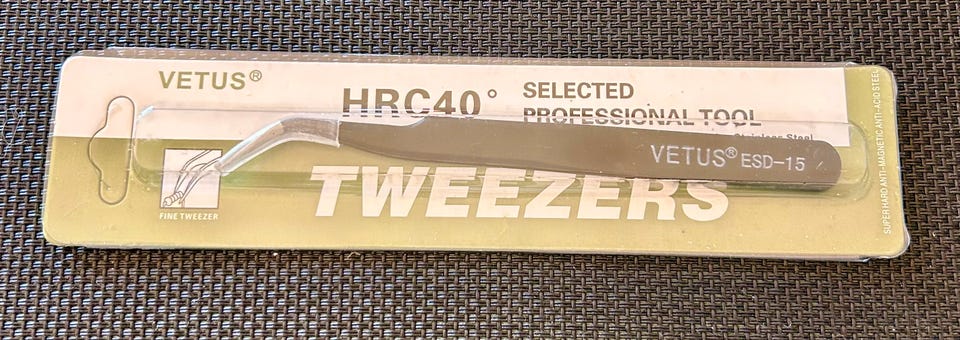 VETUS®
HRC40°
SELECTED
PROFESSIONAL TOOL
Stainless Steel
VETUS® ESD-15
TWEEZERS
FINE TWEEZER
SUPER HARD ANTI-MAGNETIC ANTI-ACID STEEL